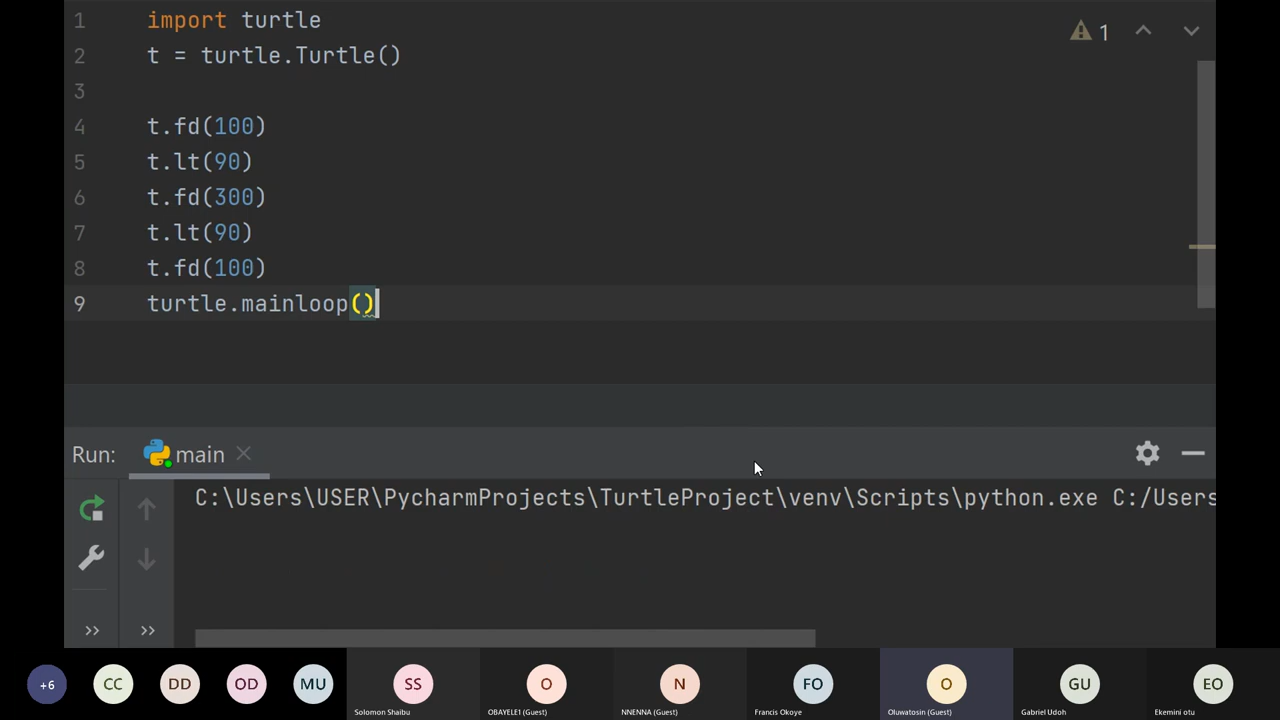 1 import turtle
2 t = turtle.Turtle()
3
4 t.fd(100)
5 t.lt(90)
6 t.fd(300)
7 t.lt(90)
8 t.fd(100)
9 turtle.mainloop()
1
Run: main
C:\Users\USER\PycharmProjects\TurtleProject\venv\Scripts\python.exe C:/Users
+6 CC DD OD MU SS O N FO O GU EO
Solomon Shaibu OBAYELE1 (Guest) NNENNA (Guest) Francis Okoye Oluwatosin (Guest) Gabriel Udoh Ekemini otu